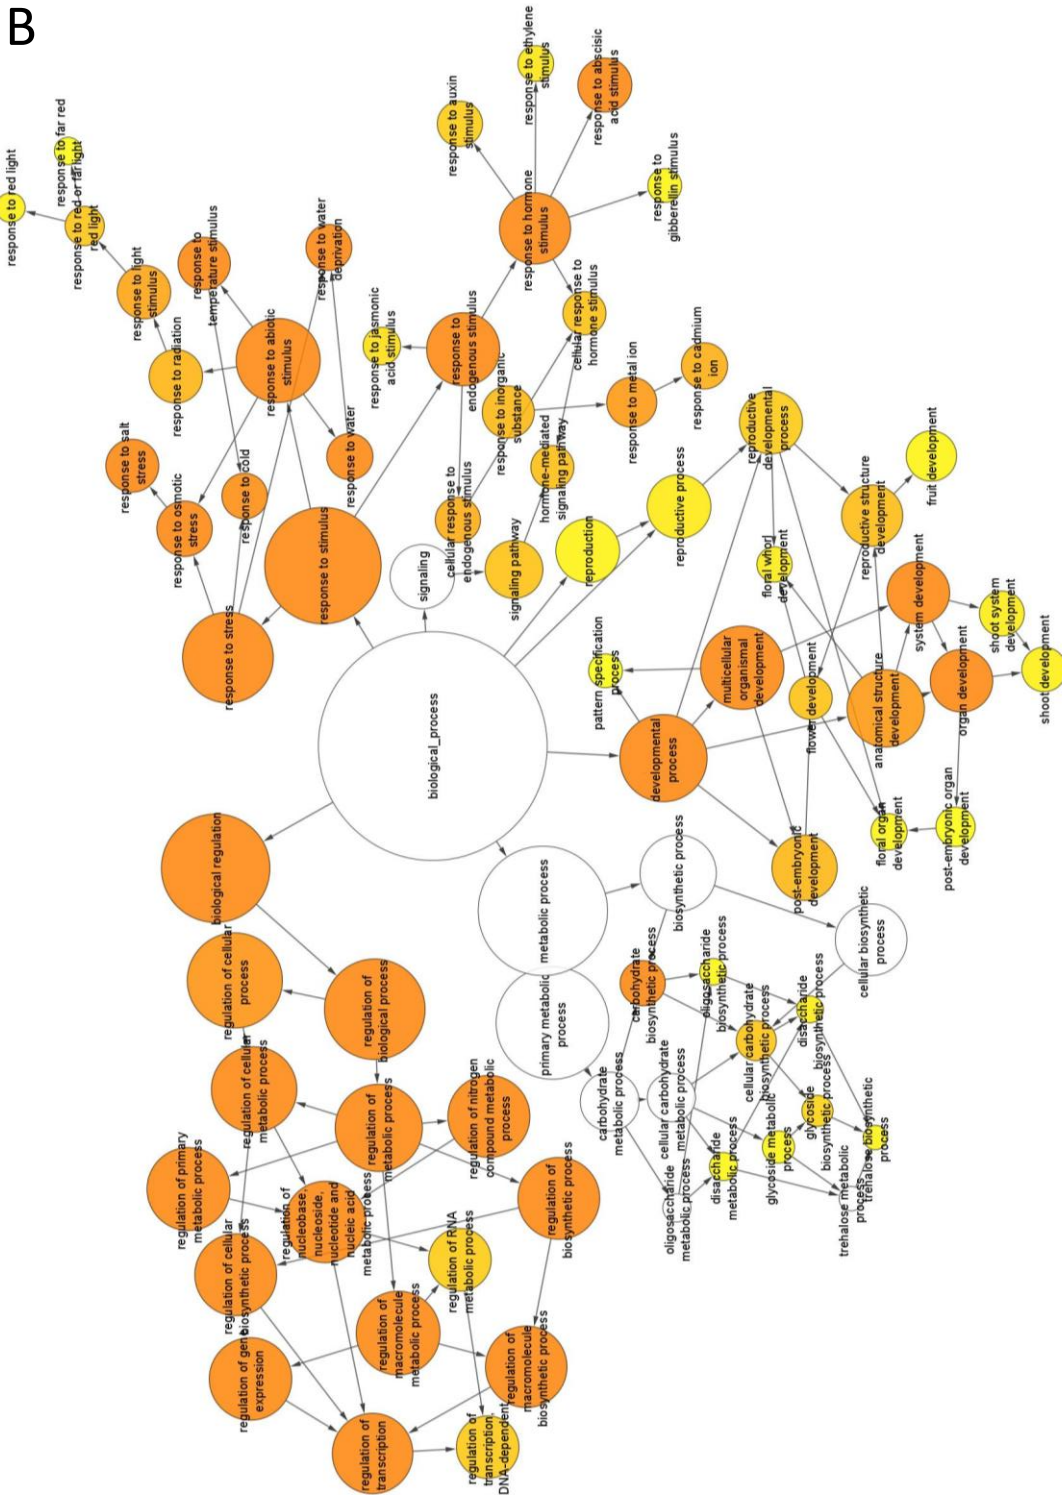 B
response to red light
response to far red
light
response to red or far
red light
response to light
stimulus
response to
temperature stimulus
response to water
deprivation
response to radiation
response to abiotic
stimulus
response to salt
stress
response to osmotic
stress
response to cold
response to water
response to stimulus
response to stress
response to auxin
stimulus
response to ethylene
stimulus
response to abscisic
acid stimulus
response to
gibberellin stimulus
response to hormone
stimulus
response to jasmonic
acid stimulus
response to
endogenous stimulus
cellular response to
hormone stimulus
response to inorganic
substance
response to metal ion
response to cadmium
ion
hormone-mediated
signaling pathway
cellular response to
endogenous stimulus
signaling
signaling pathway
reproduction
reproductive process
reproductive
developmental
process
reproductive structure
development
fruit development
floral whorl
development
system development
shoot system
development
shoot development
organ development
anatomical structure
development
flower development
multicellular
organismal
development
pattern specification
process
developmental
process
post-embryonic
development
floral organ
development
post-embryonic organ
development
biological_process
biological regulation
regulation of cellular
process
regulation of
biological process
regulation of cellular
metabolic process
regulation of
metabolic process
regulation of nitrogen
compound metabolic
process
regulation of primary
metabolic process
regulation of
nucleobase,
nucleoside,
nucleotide and
nucleic acid
metabolic process
regulation of cellular
biosynthetic process
regulation of RNA
metabolic process
regulation of
biosynthetic process
regulation of gene
expression
regulation of
macromolecule
metabolic process
regulation of
macromolecule
biosynthetic process
regulation of
transcription
regulation of
transcription,
DNA-dependent
metabolic process
primary metabolic
process
biosynthetic process
cellular biosynthetic
process
carbohydrate
biosynthetic process
oligosaccharide
biosynthetic process
disaccharide
biosynthetic process
cellular carbohydrate
biosynthetic process
carbohydrate
metabolic process
cellular carbohydrate
metabolic process
glycoside
biosynthetic process
glycoside metabolic
process
disaccharide
metabolic process
oligosaccharide
metabolic process
trehalose biosynthetic
process
trehalose metabolic
process